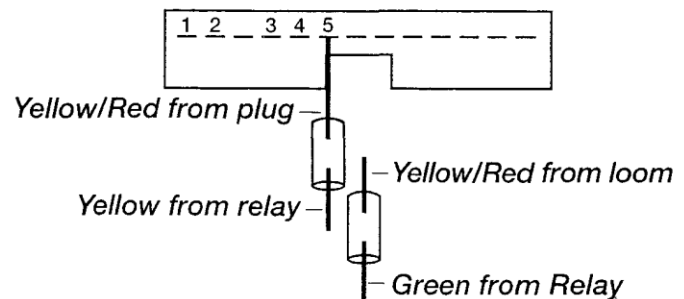 1 2 3 4 5
Yellow/Red from plug
Yellow/Red from loom
Yellow from relay
Green from Relay